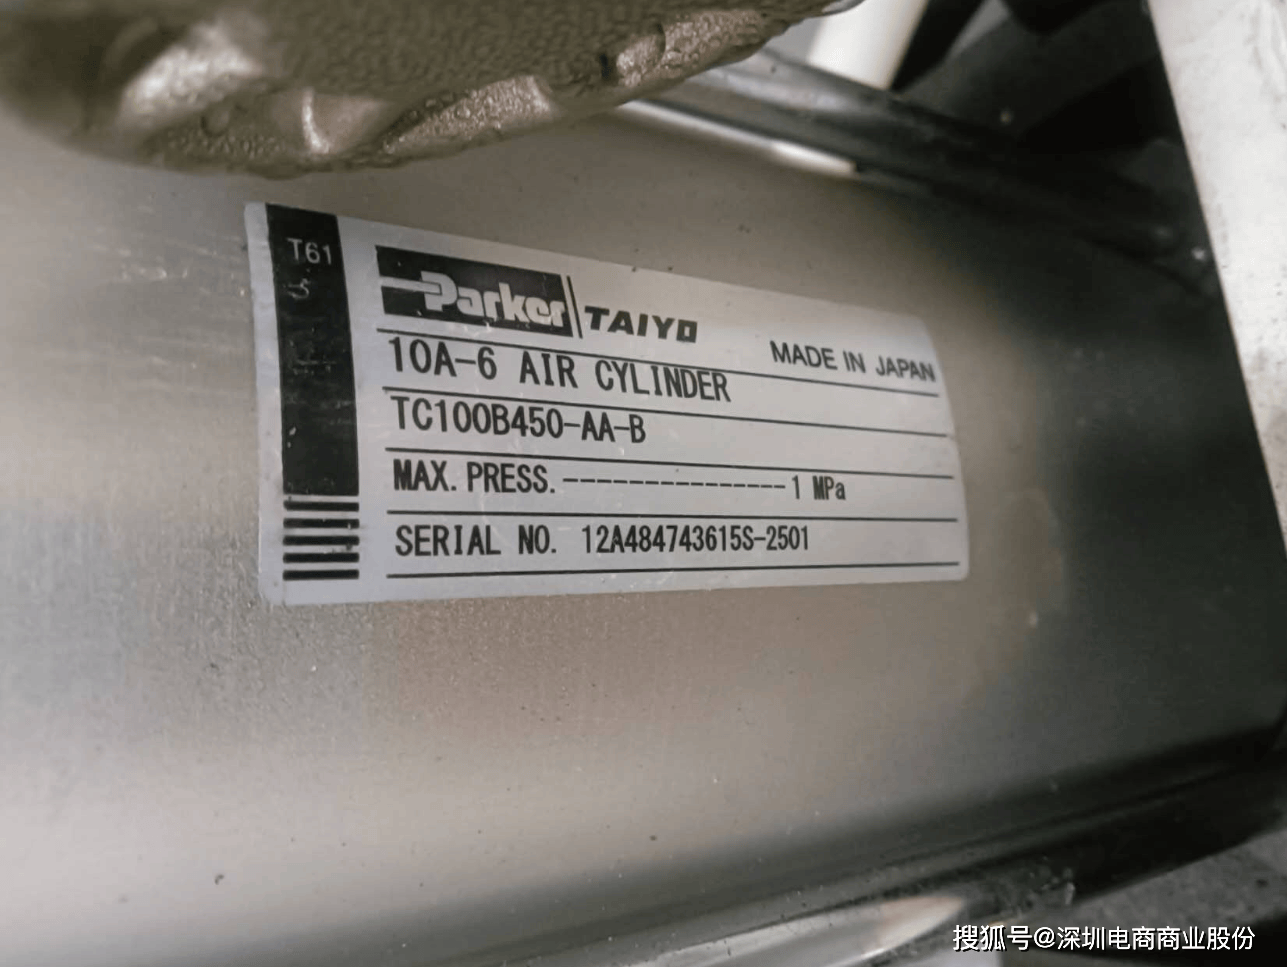 T61
Parker TAIYO
MADE IN JAPAN
10A-6 AIR CYLINDER
TC100B450-AA-B
MAX. PRESS.---------------1 MPa
SERIAL NO. 12A484743615S-2501
搜狐号@深圳电商商业股份